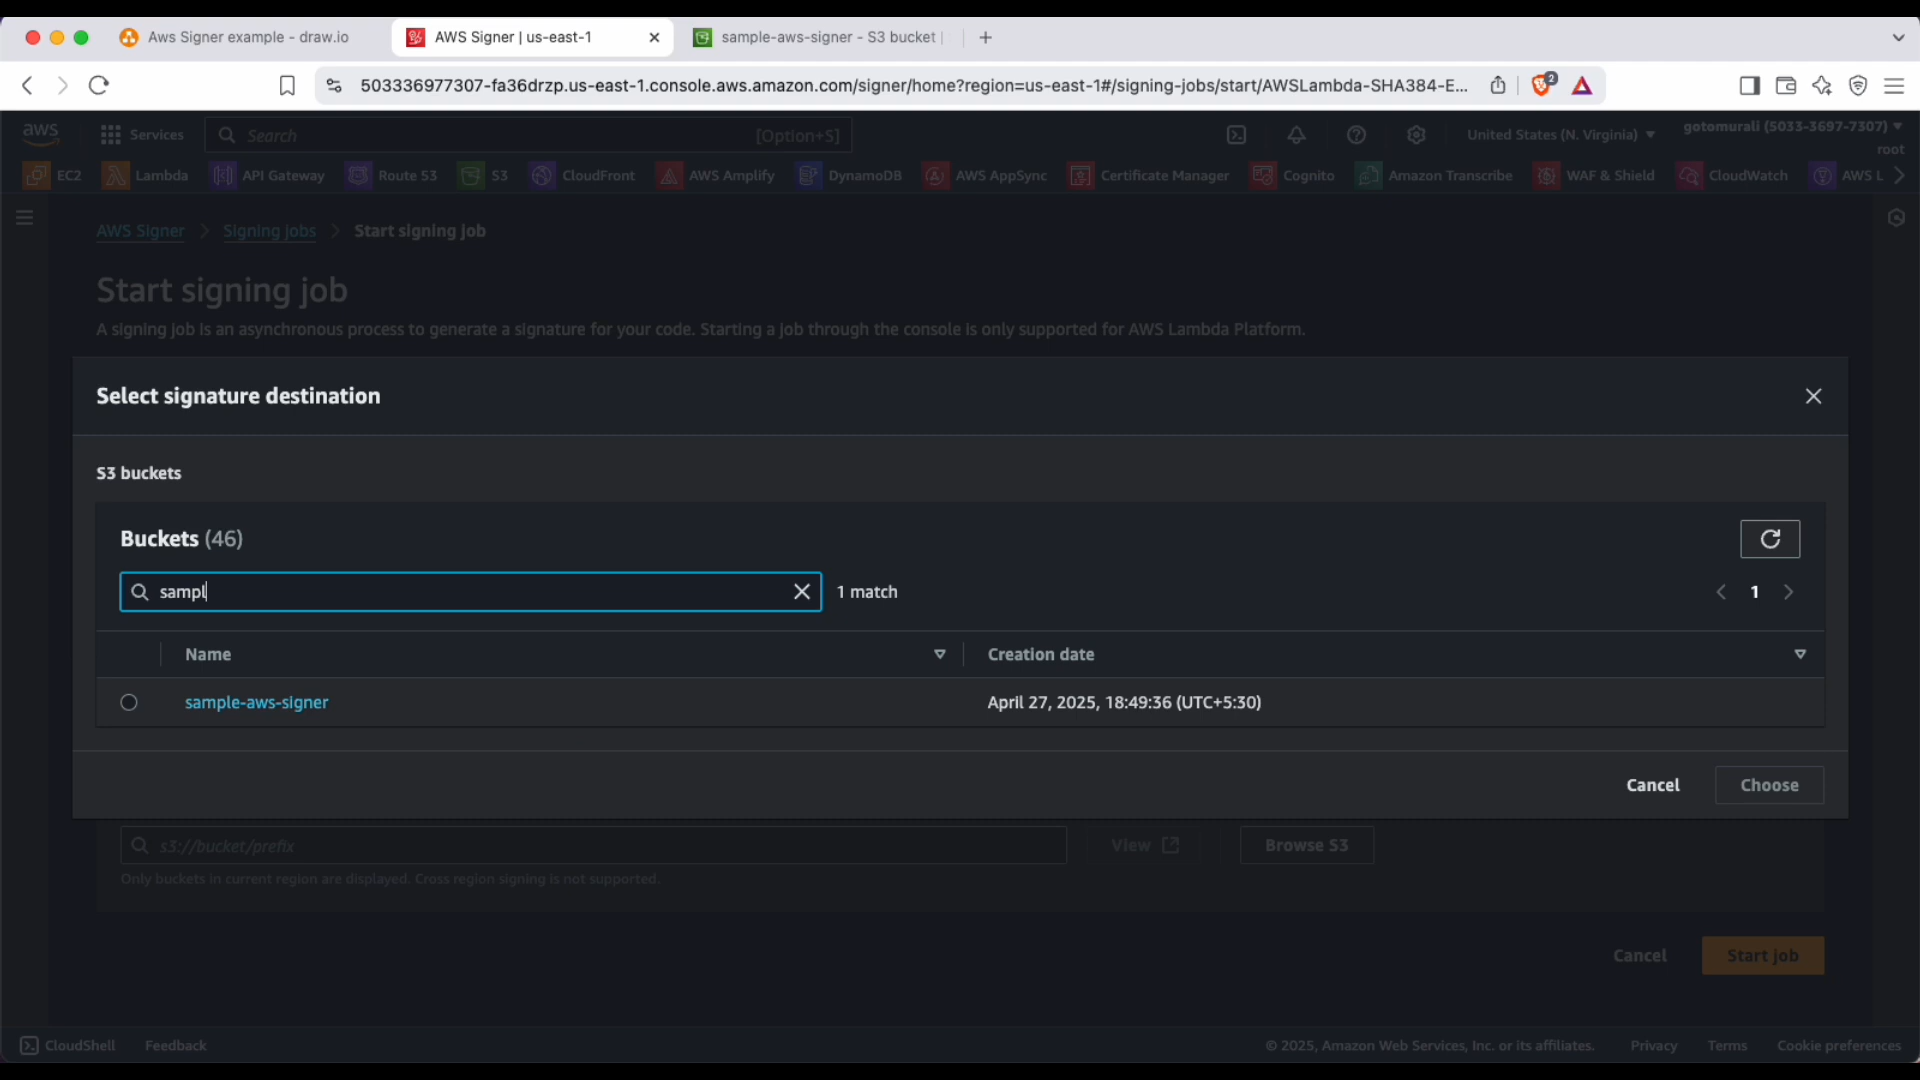 Aws Signer example - draw.io
AWS Signer | us-east-1
sample-aws-signer - S3 bucket |
503336977307-fa36drzp.us-east-1.console.aws.amazon.com/signer/home?region=us-east-1#/signing-jobs/start/AWSLambda-SHA384-E...
2
aws
Services
Search
[Option+S]
United States (N. Virginia)
gotomurali (5033-3697-7307)
root
EC2
Lambda
API Gateway
Route 53
S3
CloudFront
AWS Amplify
DynamoDB
AWS AppSync
Certificate Manager
Cognito
Amazon Transcribe
WAF & Shield
CloudWatch
AWS L
AWS Signer
Signing jobs
Start signing job
Start signing job
A signing job is an asynchronous process to generate a signature for your code. Starting a job through the console is only supported for AWS Lambda Platform.
Select signature destination
S3 buckets
Buckets (46)
sampl
1 match
1
Name
Creation date
sample-aws-signer
April 27, 2025, 18:49:36 (UTC+5:30)
Cancel
Choose
s3://bucket/prefix
View
Browse S3
Only buckets in current region are displayed. Cross region signing is not supported.
Cancel
Start job
CloudShell
Feedback
© 2025, Amazon Web Services, Inc. or its affiliates.
Privacy
Terms
Cookie preferences